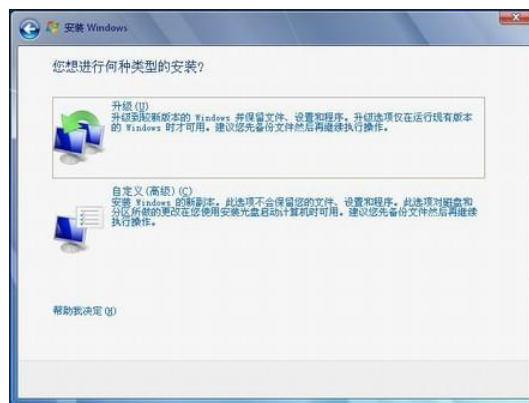 安装 Windows
您想进行何种类型的安装?
升级(U)
升级到较新版本的 Windows 并保留文件、设置和程序。升级选项仅在运行现有版本
的 Windows 时才可用。建议您先备份文件然后再继续执行操作。
自定义(高级)(C)
安装 Windows 的新副本。此选项不会保留您的文件、设置和程序。此选项对磁盘和
分区所做的更改在您使用安装光盘启动计算机时可用。建议您先备份文件然后再继续
执行操作。
帮助我决定(H)